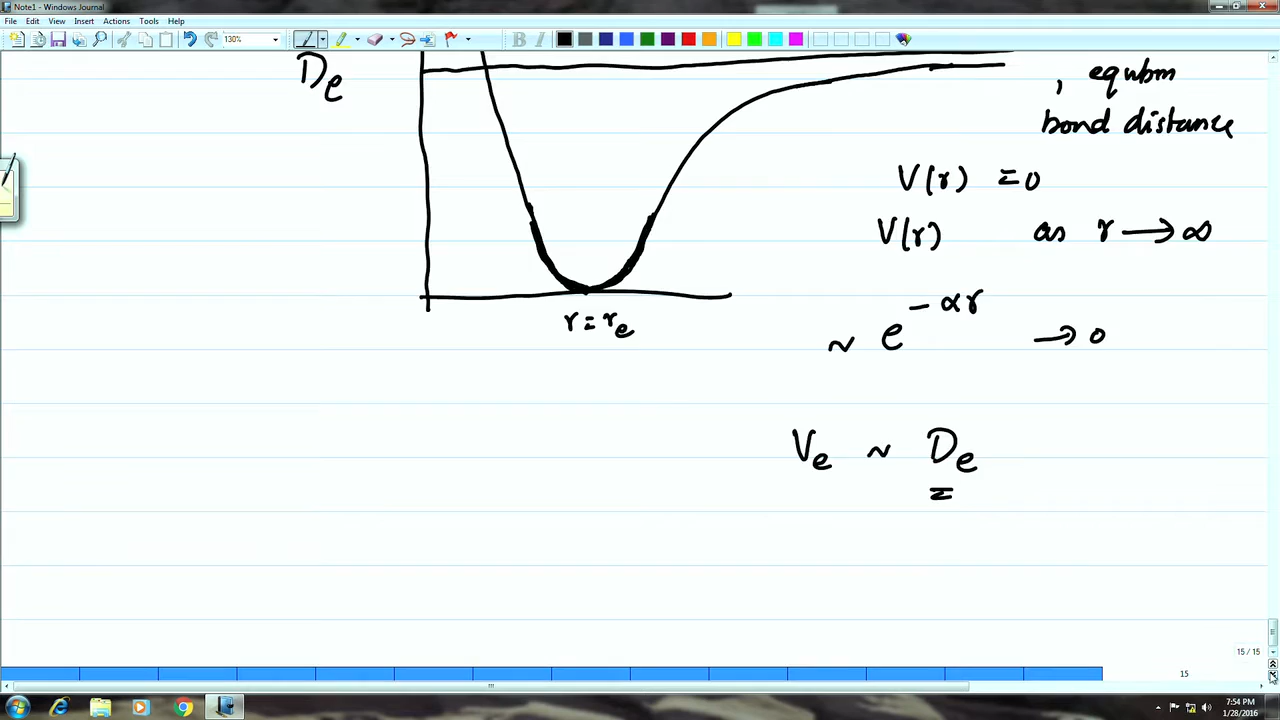 Note1 - Windows Journal
File Edit View Insert Actions Tools Help
130%
B I
De
, equbm
bond distance
V(r) = 0
V(r) as r → ∞
r = re
~ e^-αr → 0
Ve ~ De
=
15 / 15
15
7:54 PM
1/28/2016